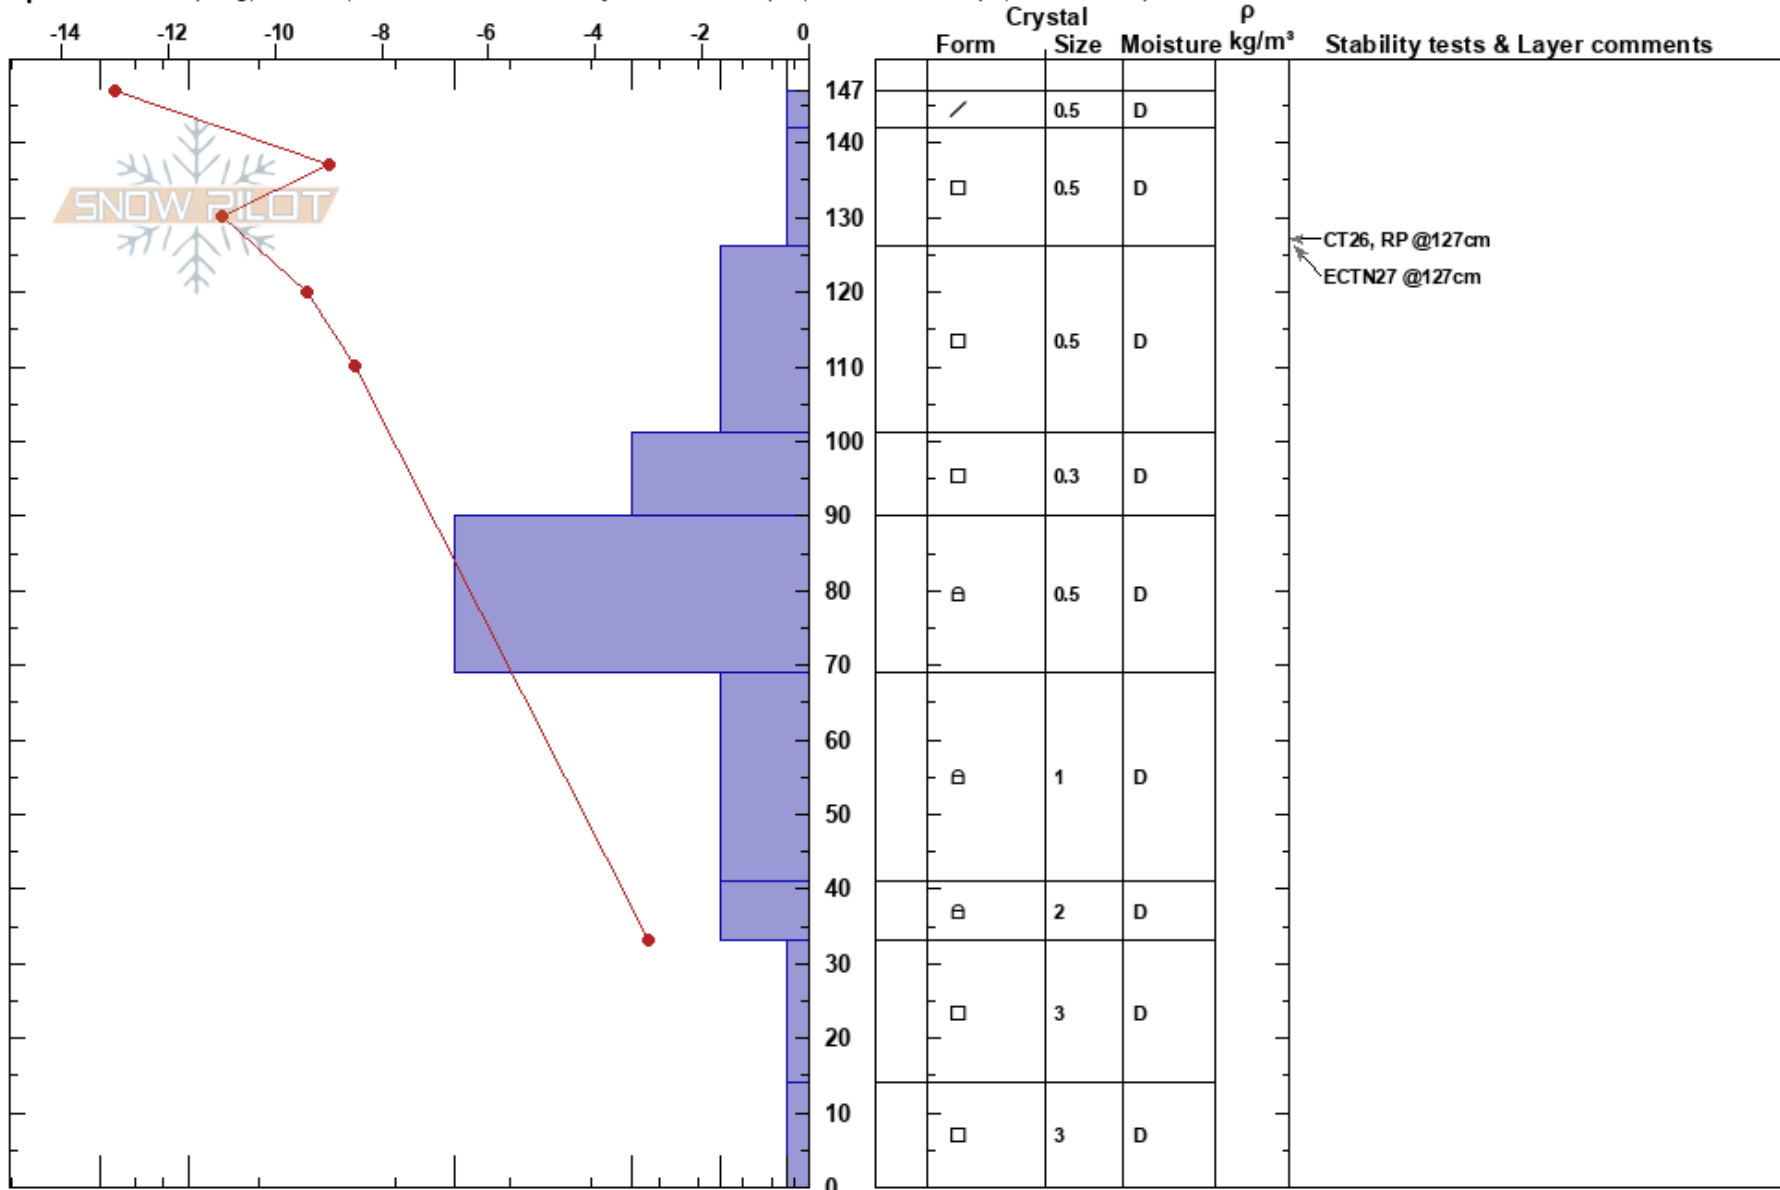 Crystal ρ
-14 -12 -10 -8 -6 -4 -2 0 Form Size Moisture kg/m³ Stability tests & Layer comments
147
0.5 D
140
SNOW PILOT
0.5 D
130
CT26, RP @127cm
ECTN27 @127cm
120
0.5 D
110
100
0.3 D
90
80 0.5 D
70
60
1 D
50
40
2 D
30
3 D
20
10
3 D
0